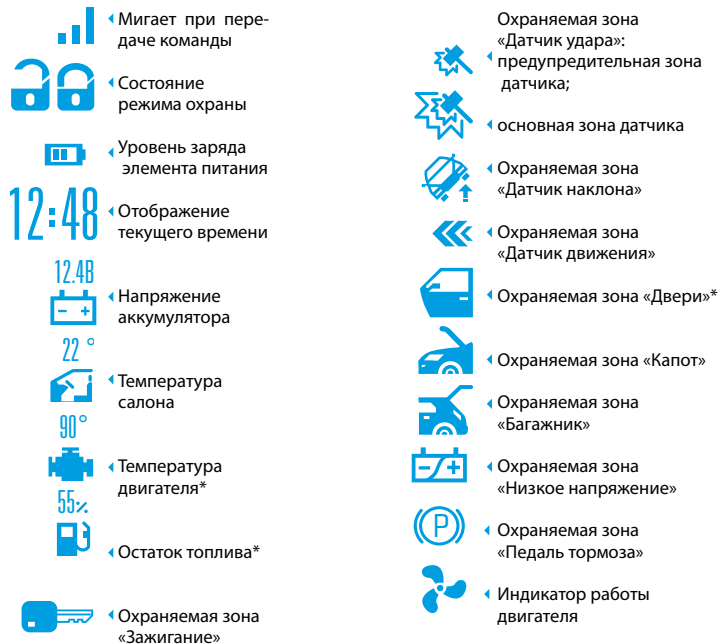 Мигает при пере-
даче команды
Состояние
режима охраны
Уровень заряда
элемента питания
12:48
Отображение
текущего времени
12.4В
Напряжение
аккумулятора
22 °
Температура
салона
90°
Температура
двигателя*
55%
Остаток топлива*
Охраняемая зона
«Зажигание»
Охраняемая зона
«Датчик удара»:
предупредительная зона
датчика;
основная зона датчика
Охраняемая зона
«Датчик наклона»
Охраняемая зона
«Датчик движения»
Охраняемая зона «Двери»*
Охраняемая зона «Капот»
Охраняемая зона
«Багажник»
Охраняемая зона
«Низкое напряжение»
P
Охраняемая зона
«Педаль тормоза»
Индикатор работы
двигателя